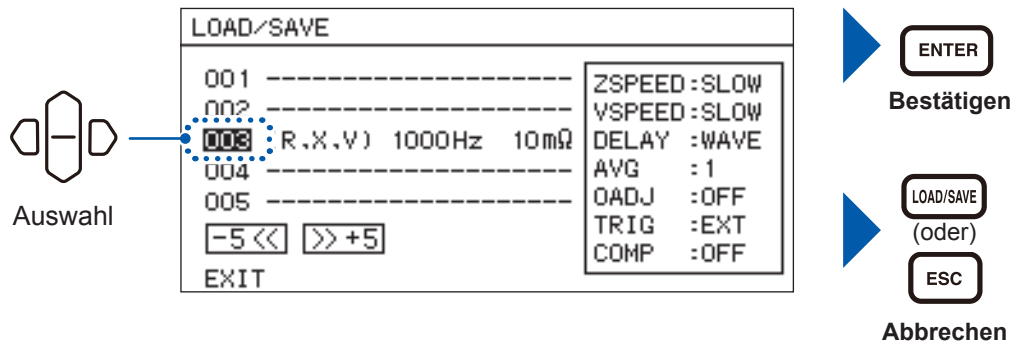 LOAD/SAVE
001 --------------------
002 --------------------
003 (R.X.V) 1000Hz 10mΩ
004 --------------------
005 --------------------
-5 << >> +5
EXIT
ZSPEED :SLOW
VSPEED :SLOW
DELAY :WAVE
AVG :1
OADJ :OFF
TRIG :EXT
COMP :OFF
Auswahl
ENTER
Bestätigen
LOAD/SAVE
(oder)
ESC
Abbrechen